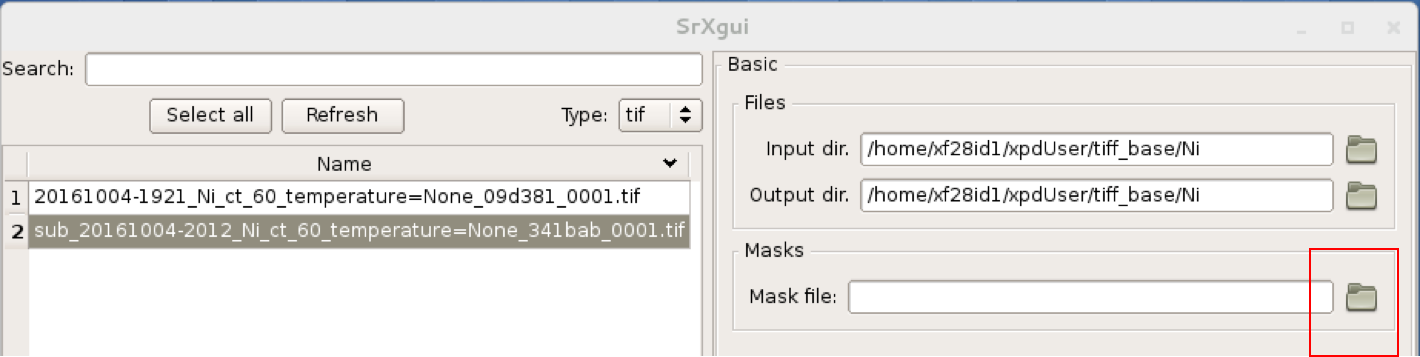 SrXgui
Search:
Select all
Refresh
Type:
tif
Name
1
20161004-1921_Ni_ct_60_temperature=None_09d381_0001.tif
2
sub_20161004-2012_Ni_ct_60_temperature=None_341bab_0001.tif
Basic
Files
Input dir.
/home/xf28id1/xpdUser/tiff_base/Ni
Output dir.
/home/xf28id1/xpdUser/tiff_base/Ni
Masks
Mask file: